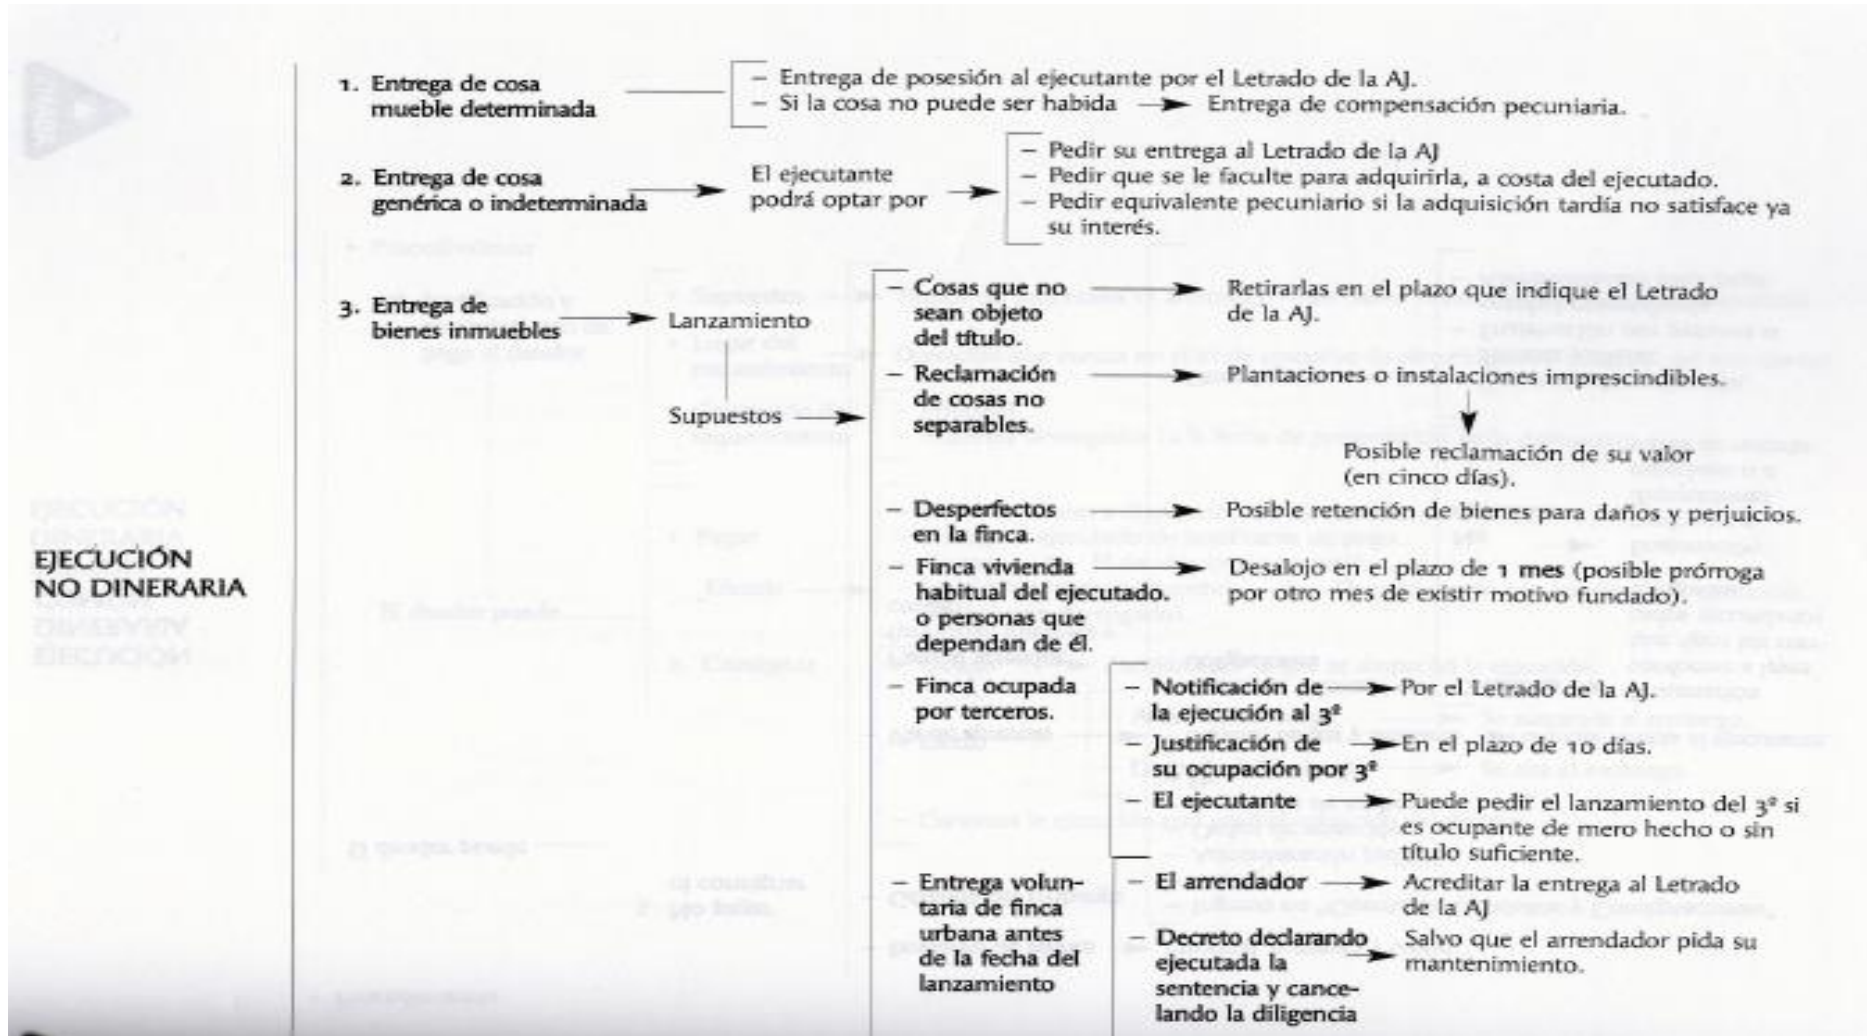 1. Entrega de cosa
mueble determinada
– Entrega de posesión al ejecutante por el Letrado de la AJ.
– Si la cosa no puede ser habida → Entrega de compensación pecuniaria.
2. Entrega de cosa
genérica o indeterminada
El ejecutante
podrá optar por
– Pedir su entrega al Letrado de la AJ
– Pedir que se le faculte para adquirirla, a costa del ejecutado.
– Pedir equivalente pecuniario si la adquisición tardía no satisface ya
su interés.
3. Entrega de
bienes inmuebles
Lanzamiento
Supuestos
– Cosas que no
sean objeto
del título.
Retirarlas en el plazo que indique el Letrado
de la AJ.
– Reclamación
de cosas no
separables.
Plantaciones o instalaciones imprescindibles.
Posible reclamación de su valor
(en cinco días).
– Desperfectos
en la finca.
Posible retención de bienes para daños y perjuicios.
EJECUCIÓN
NO DINERARIA
– Finca vivienda
habitual del ejecutado.
o personas que
dependan de él.
Desalojo en el plazo de 1 mes (posible prórroga
por otro mes de existir motivo fundado).
– Finca ocupada
por terceros.
– Notificación de
la ejecución al 3º
Por el Letrado de la AJ.
– Justificación de
su ocupación por 3º
En el plazo de 10 días.
– El ejecutante
Puede pedir el lanzamiento del 3º si
es ocupante de mero hecho o sin
título suficiente.
– Entrega volun-
taria de finca
urbana antes
de la fecha del
lanzamiento
– El arrendador
Acreditar la entrega al Letrado
de la AJ
– Decreto declarando
ejecutada la
sentencia y cance-
lando la diligencia
Salvo que el arrendador pida su
mantenimiento.